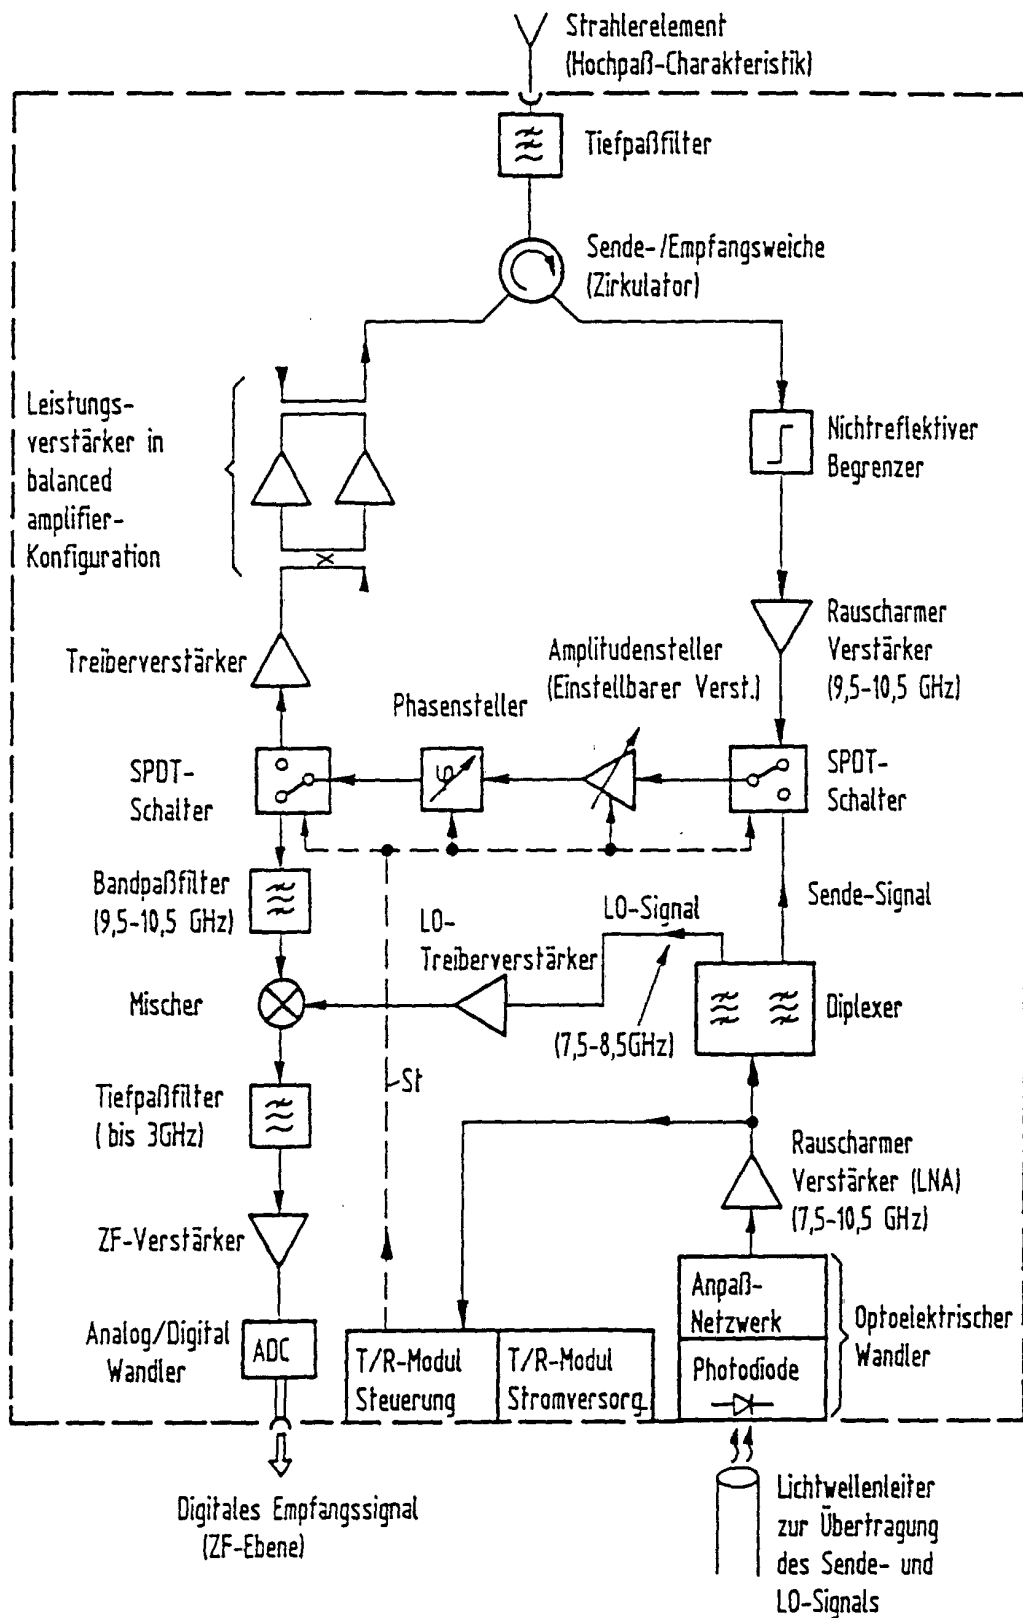 Strahlerelement
(Hochpaß-Charakteristik)
Tiefpaßfilter
Sende-/Empfangsweiche
(Zirkulator)
Leistungs-
verstärker in
balanced
amplifier-
Konfiguration
Nichtreflektiver
Begrenzer
Rauscharmer
Verstärker
(9,5-10,5 GHz)
Treiberverstärker
Amplitudensteller
(Einstellbarer Verst.)
Phasensteller
SPDT-
Schalter
φ
SPDT-
Schalter
Bandpaßfilter
(9,5-10,5 GHz)
LO-
Treiberverstärker
LO-Signal
Sende-Signal
Mischer
(7,5-8,5GHz)
Diplexer
Tiefpaßfilter
( bis 3GHz)
St
Rauscharmer
Verstärker (LNA)
(7,5-10,5 GHz)
ZF-Verstärker
Analog/Digital
Wandler
ADC
T/R-Modul
Steuerung
T/R-Modul
Stromversorg.
Anpaß-
Netzwerk
Photodiode
Optoelektrischer
Wandler
Digitales Empfangssignal
(ZF-Ebene)
Lichtwellenleiter
zur Übertragung
des Sende- und
LO-Signals